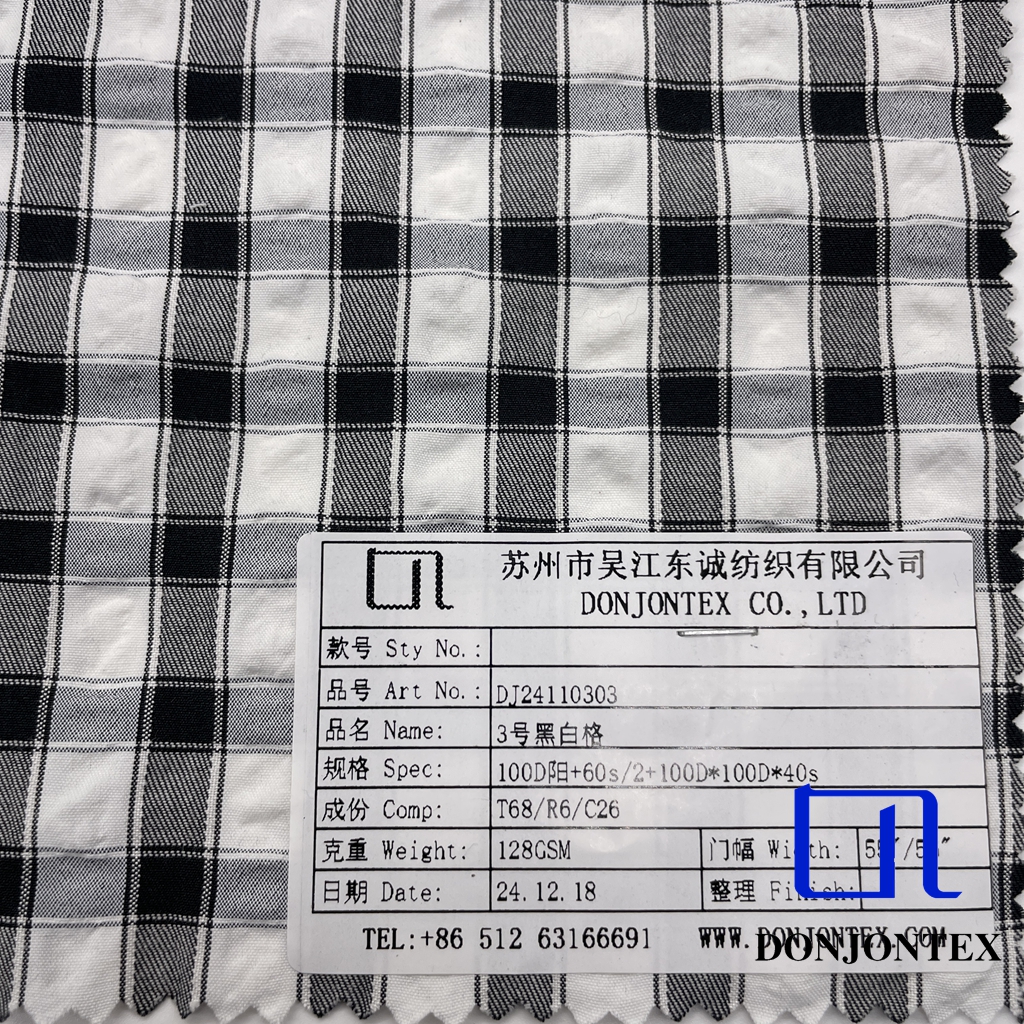 苏州市吴江东诚纺织有限公司
DONJONTEX CO.,LTD
款号 Sty No.:
品号 Art No.: DJ24110303
品名 Name: 3号黑白格
规格 Spec: 100D阳+60s/2+100D*100D*40s
成份 Comp: T68/R6/C26
克重 Weight: 128GSM 门幅 Width:
日期 Date: 24.12.18 整理 Finish:
TEL:+86 512 63166691 WWW.DONJONTEX.COM
DONJONTEX